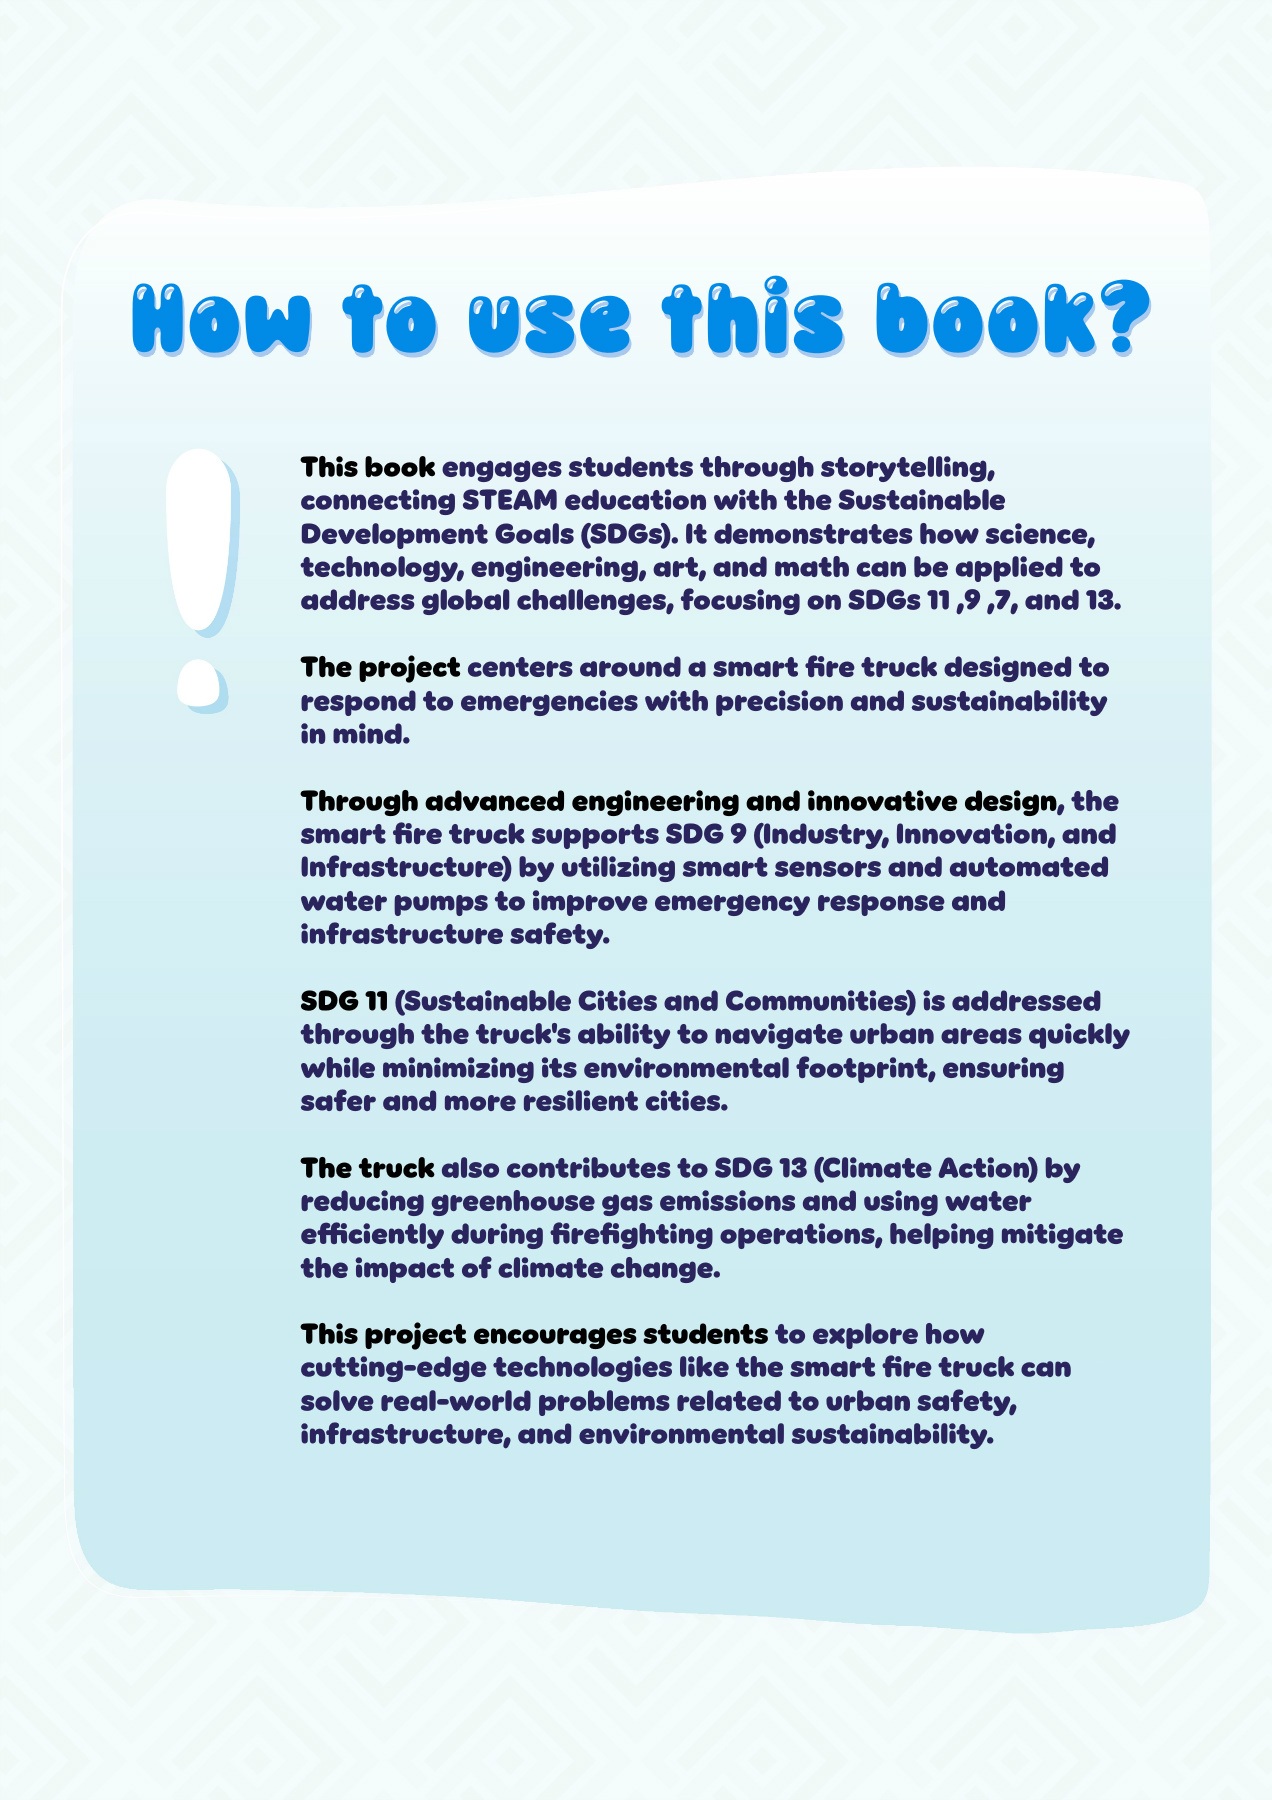 How to use this book?
This book engages students through storytelling,
connecting STEAM education with the Sustainable
Development Goals (SDGs). It demonstrates how science,
technology, engineering, art, and math can be applied to
address global challenges, focusing on SDGs 11 ,9 ,7, and 13.
The project centers around a smart fire truck designed to
respond to emergencies with precision and sustainability
in mind.
Through advanced engineering and innovative design, the
smart fire truck supports SDG 9 (Industry, Innovation, and
Infrastructure) by utilizing smart sensors and automated
water pumps to improve emergency response and
infrastructure safety.
SDG 11 (Sustainable Cities and Communities) is addressed
through the truck's ability to navigate urban areas quickly
while minimizing its environmental footprint, ensuring
safer and more resilient cities.
The truck also contributes to SDG 13 (Climate Action) by
reducing greenhouse gas emissions and using water
efficiently during firefighting operations, helping mitigate
the impact of climate change.
This project encourages students to explore how
cutting-edge technologies like the smart fire truck can
solve real-world problems related to urban safety,
infrastructure, and environmental sustainability.